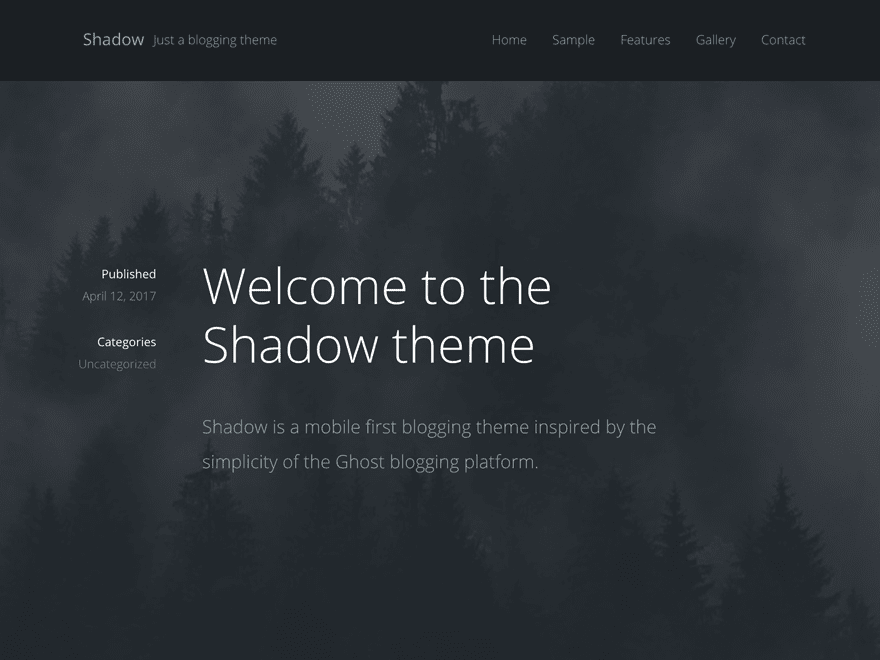 Shadow Just a blogging theme
Home Sample Features Gallery Contact
Published
April 12, 2017
Categories
Uncategorized
Welcome to the
Shadow theme
Shadow is a mobile first blogging theme inspired by the
simplicity of the Ghost blogging platform.